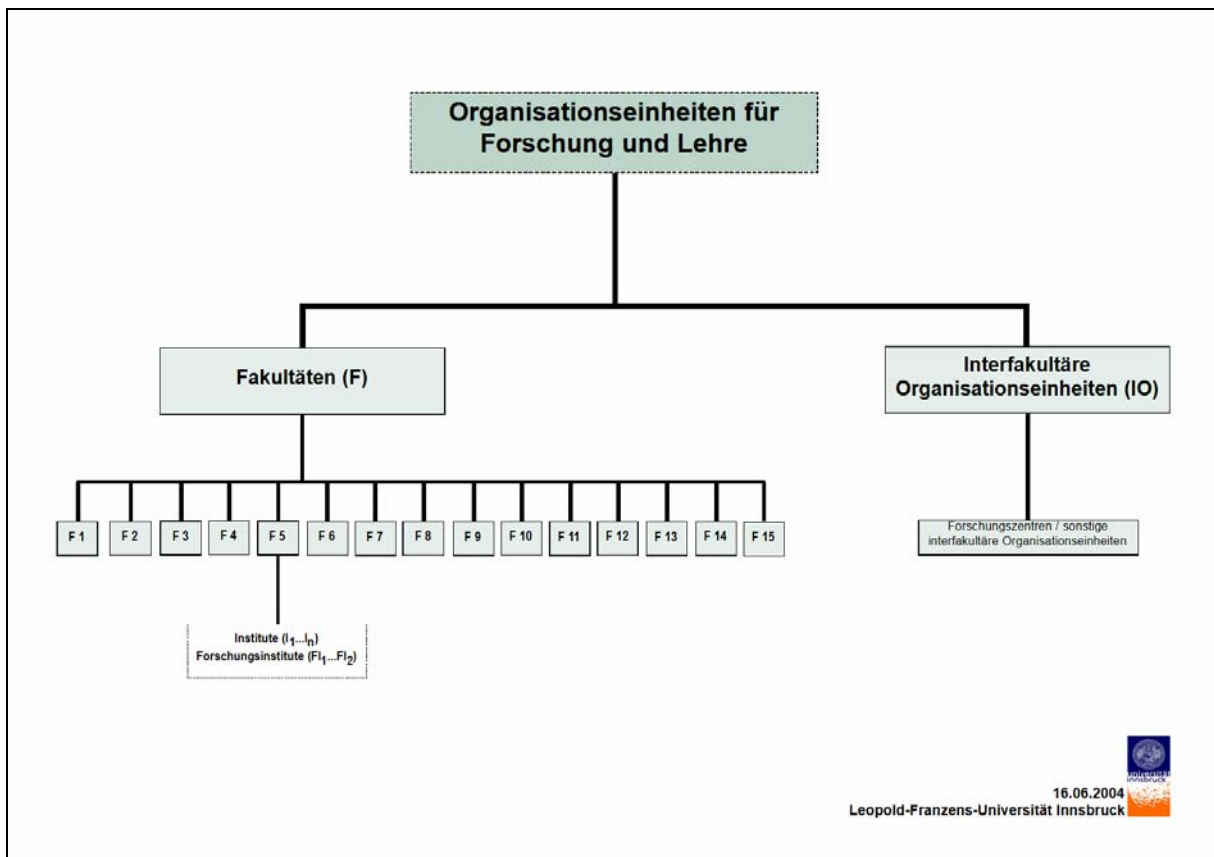 Organisationseinheiten für
Forschung und Lehre
Fakultäten (F)
Interfakultäre
Organisationseinheiten (IO)
F 1
F 2
F 3
F 4
F 5
F 6
F 7
F 8
F 9
F 10
F 11
F 12
F 13
F 14
F 15
Forschungszentren / sonstige
interfakultäre Organisationseinheiten
Institute (I1...In)
Forschungsinstitute (FI1...FI2)
universität
innsbruck
16.06.2004
Leopold-Franzens-Universität Innsbruck